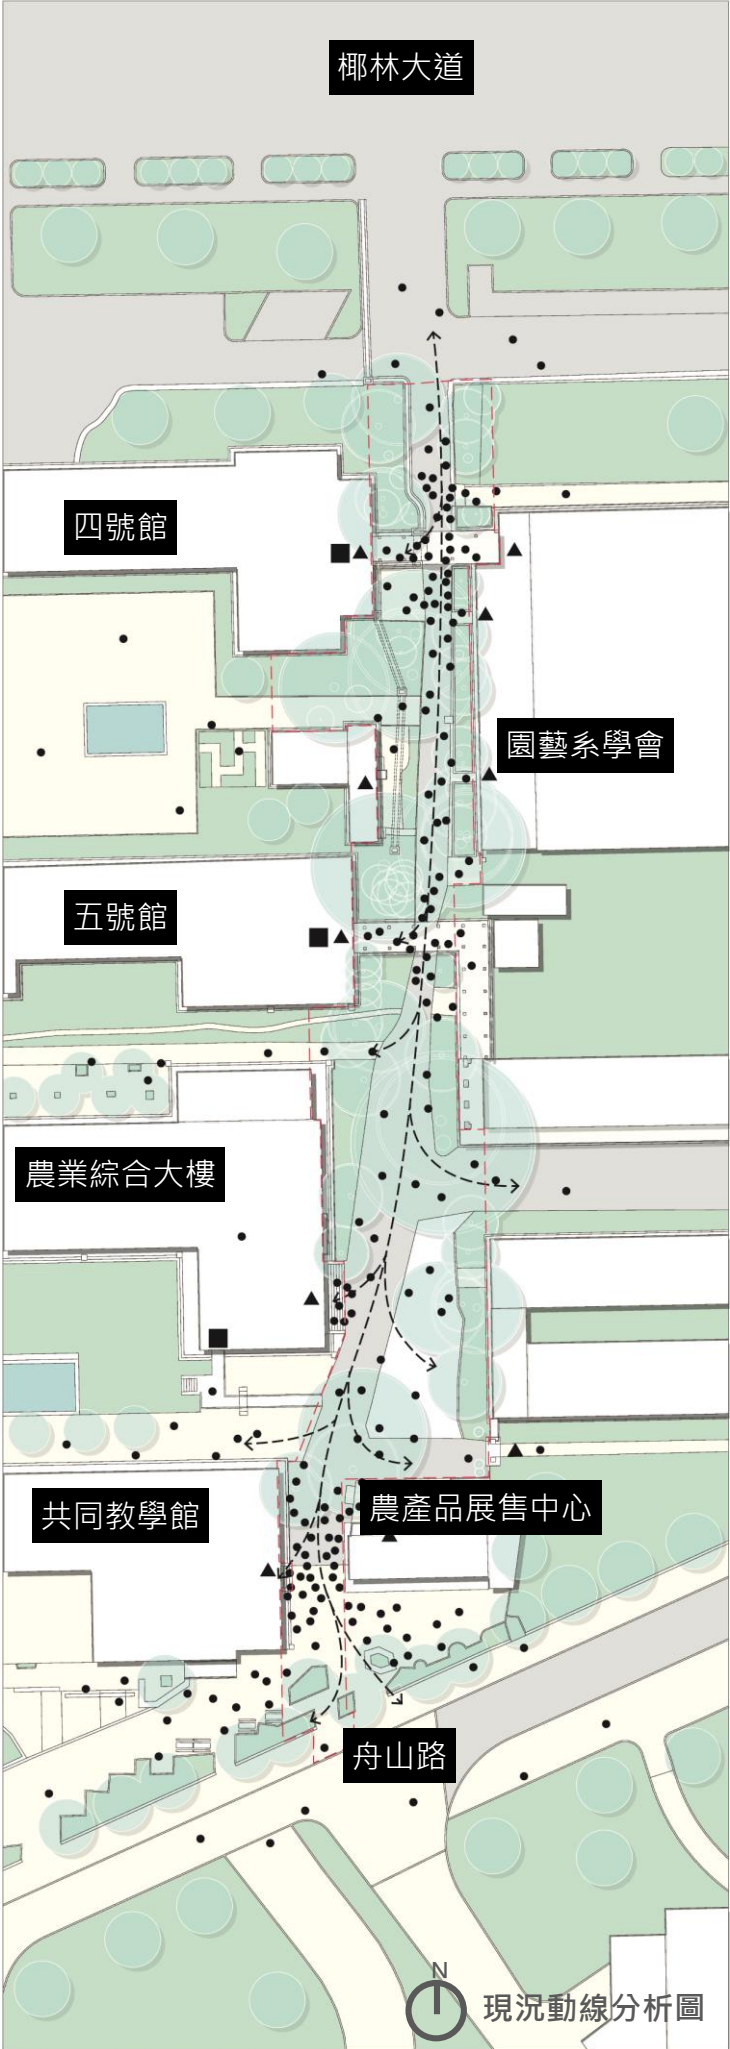 椰林大道
四號館
園藝系學會
五號館
農業綜合大樓
共同教學館
農產品展售中心
舟山路
N
現況動線分析圖